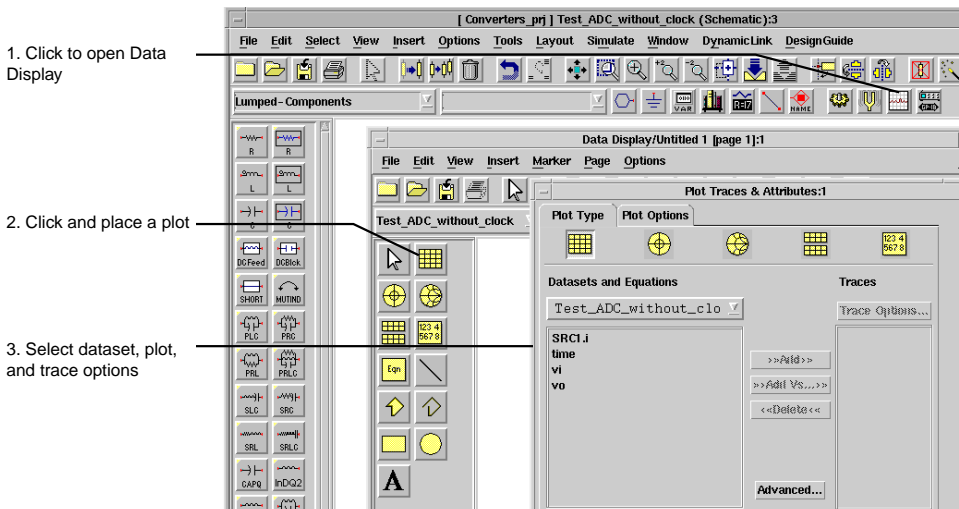 [ Converters_prj ] Test_ADC_without_clock (Schematic):3
File Edit Select View Insert Options Tools Layout Simulate Window DynamicLink DesignGuide
1. Click to open Data
Display
Lumped-Components
VAR
NAME
Data Display/Untitled 1 [page 1]:1
File Edit View Insert Marker Page Options
R R
L L
C C
DCFeed DCBlck
SHORT MUTIND
PLC PRC
PRL PRLC
SLC SRC
SRL SRLC
CAPQ InDQ2
2. Click and place a plot
Test_ADC_without_clock
123 4
567 8
Eqn
A
Plot Traces & Attributes:1
Plot Type Plot Options
123 4
567 8
Datasets and Equations Traces
Test_ADC_without_clo
Trace Options...
3. Select dataset, plot,
and trace options
SRC1.i
time
vi
vo
>>Add>>
>>Add Vs...>>
<<Delete<<
Advanced...